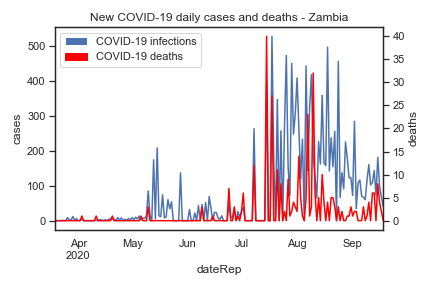 New COVID-19 daily cases and deaths - Zambia
COVID-19 infections
COVID-19 deaths
500
400
300
200
100
0
cases
40
35
30
25
20
15
10
5
0
deaths
Apr
2020
May
Jun
Jul
Aug
Sep
dateRep